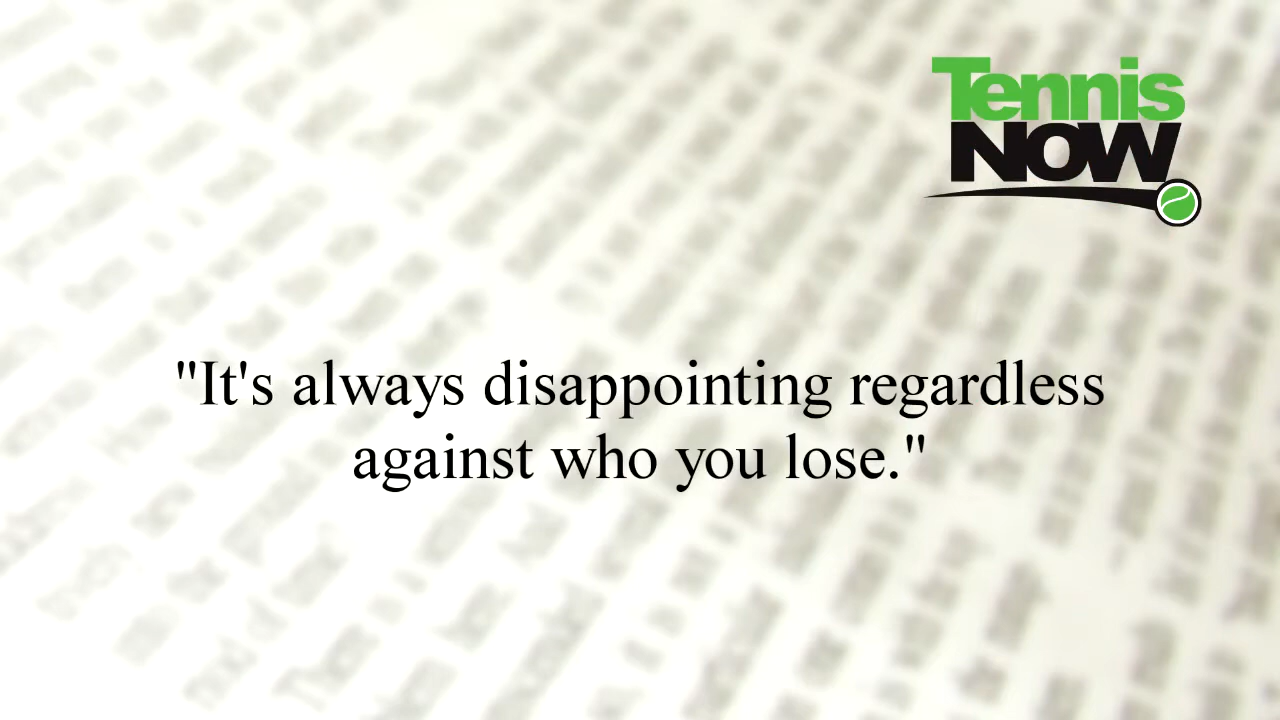 Tennis
NOW
"It's always disappointing regardless
against who you lose."